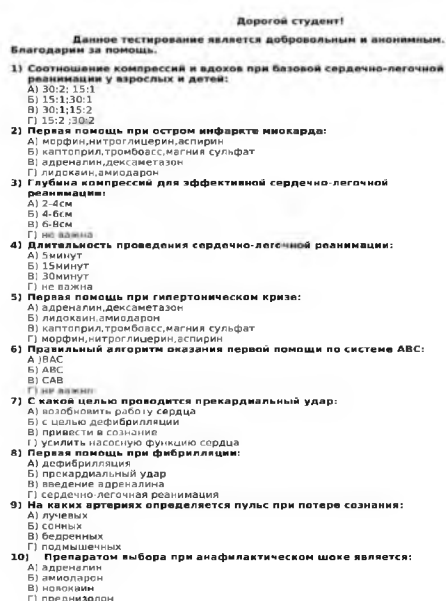 Дорогой студент!
Данное тестирование является добровольным и анонимным.
Благодарим за помощь.
1) Соотношение компрессий и вдохов при базовой сердечно-легочной
реанимации у взрослых и детей:
А) 30:2; 15:1
Б) 15:1;30:1
В) 30:1;15:2
Г) 15:2 ;30:2
2) Первая помощь при остром инфаркте миокарда:
А) морфин,нитроглицерин,аспирин
Б) каптоприл,тромбоасс,магния сульфат
В) адреналин,дексаметазон
Г) лидокаин,амиодарон
3) Глубина компрессий для эффективной сердечно-легочной
реанимации:
А) 2-4см
Б) 4-6см
В) 6-8см
Г) не важна
4) Длительность проведения сердечно-легочной реанимации:
А) 5минут
Б) 15минут
В) 30минут
Г) не важна
5) Первая помощь при гипертоническом кризе:
А) адреналин,дексаметазон
Б) лидокаин,амиодарон
В) каптоприл,тромбоасс,магния сульфат
Г) морфин,нитроглицерин,аспирин
6) Правильный алгоритм оказания первой помощи по системе АВС:
А )ВАС
Б) АВС
В) САВ
Г) не важно
7) С какой целью проводится прекардиальный удар:
А) возобновить работу сердца
Б) с целью дефибрилляции
В) привести в сознание
Г) усилить насосную функцию сердца
8) Первая помощь при фибрилляции:
А) дефибрилляция
Б) прекардиальный удар
В) введение адреналина
Г) сердечно-легочная реанимация
9) На каких артериях определяется пульс при потере сознания:
А) лучевых
Б) сонных
В) бедренных
Г) подмышечных
10) Препаратом выбора при анафилактическом шоке является:
А) адреналин
Б) амиодарон
В) новокаин
Г) преднизолон